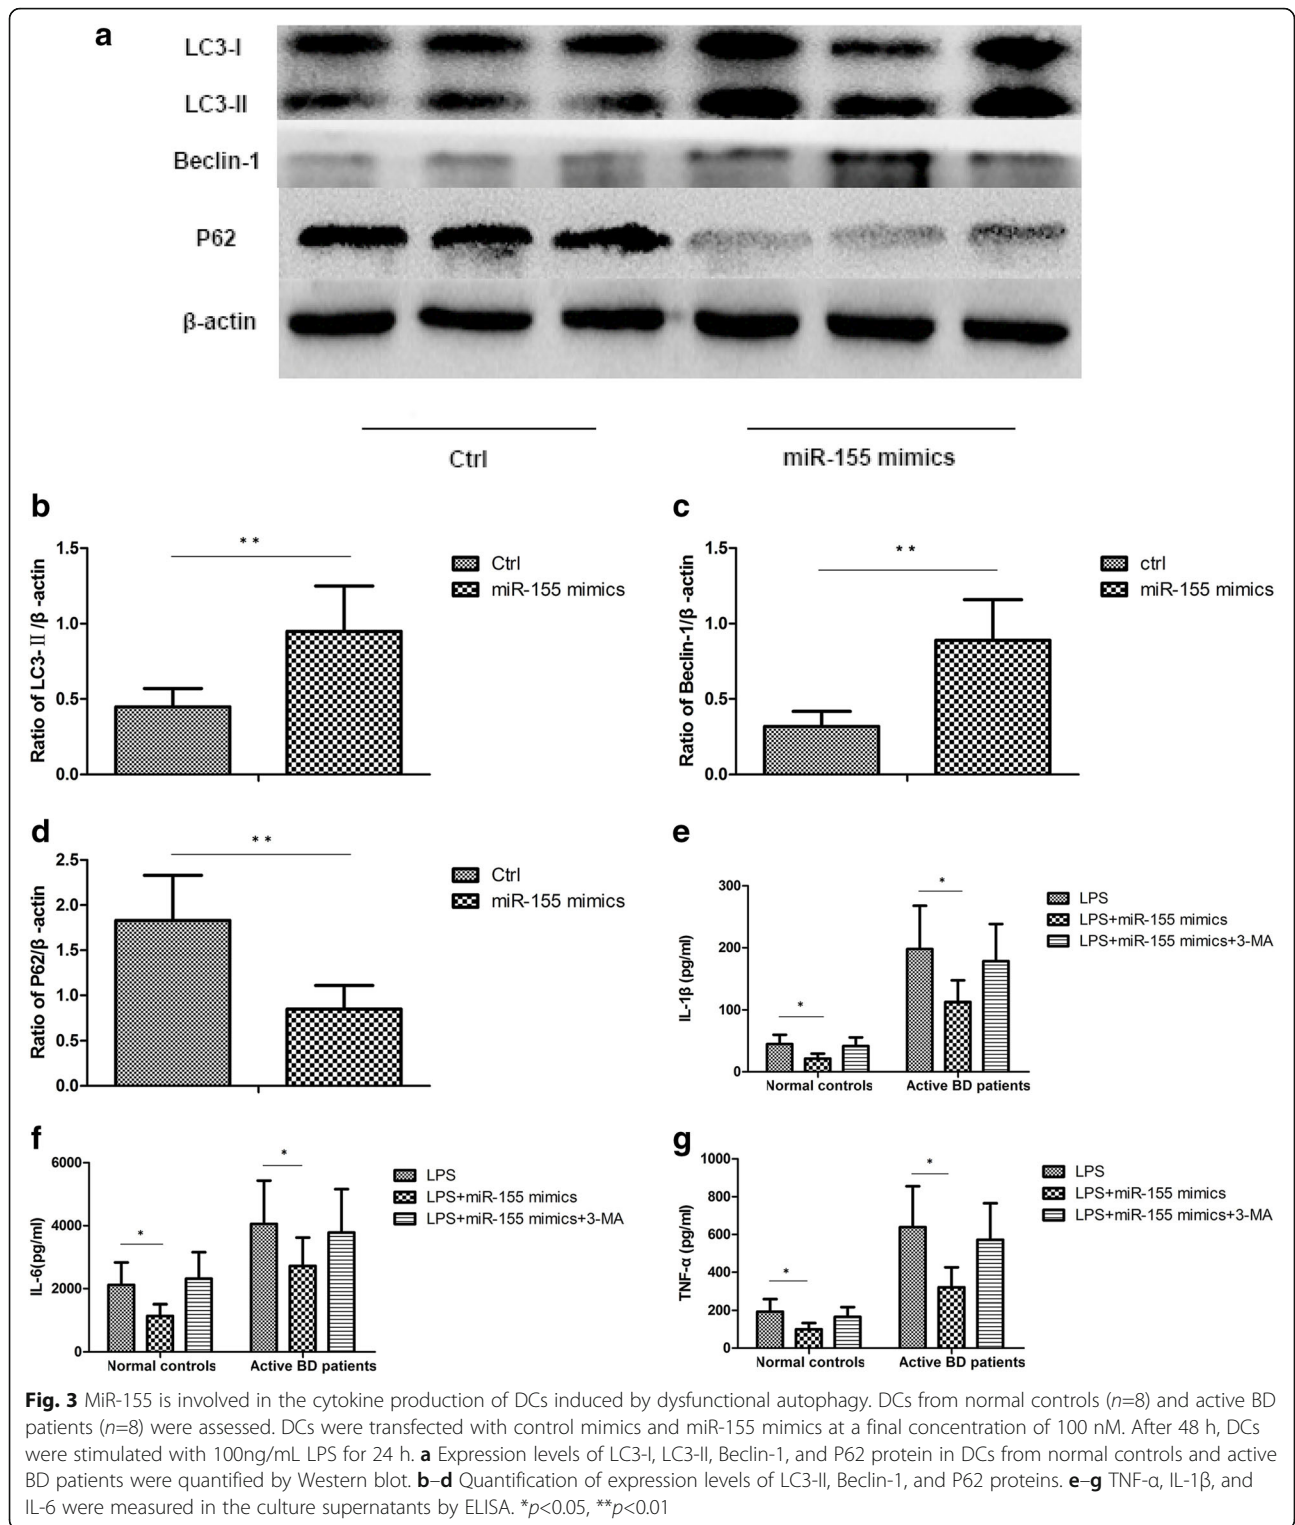 a
LC3-I
LC3-II
Beclin-1
P62
β-actin
Ctrl
miR-155 mimics
b
Ratio of LC3-Ⅱ/β-actin
1.5
1.0
0.5
0.0
**
Ctrl
miR-155 mimics
c
Ratio of Beclin-1/β-actin
1.5
1.0
0.5
0.0
**
ctrl
miR-155 mimics
d
Ratio of P62/β-actin
2.5
2.0
1.5
1.0
0.5
0.0
**
Ctrl
miR-155 mimics
e
IL-1β (pg/ml)
300
200
100
0
*
*
Normal controls
Active BD patients
LPS
LPS+miR-155 mimics
LPS+miR-155 mimics+3-MA
f
IL-6(pg/ml)
6000
4000
2000
0
*
*
Normal controls
Active BD patients
LPS
LPS+miR-155 mimics
LPS+miR-155 mimics+3-MA
g
TNF-α (pg/ml)
1000
800
600
400
200
0
*
*
Normal controls
Active BD patients
LPS
LPS+miR-155 mimics
LPS+miR-155 mimics+3-MA
Fig. 3 MiR-155 is involved in the cytokine production of DCs induced by dysfunctional autophagy. DCs from normal controls (n=8) and active BD
patients (n=8) were assessed. DCs were transfected with control mimics and miR-155 mimics at a final concentration of 100 nM. After 48 h, DCs
were stimulated with 100ng/mL LPS for 24 h. a Expression levels of LC3-I, LC3-II, Beclin-1, and P62 protein in DCs from normal controls and active
BD patients were quantified by Western blot. b–d Quantification of expression levels of LC3-II, Beclin-1, and P62 proteins. e–g TNF-α, IL-1β, and
IL-6 were measured in the culture supernatants by ELISA. *p<0.05, **p<0.01